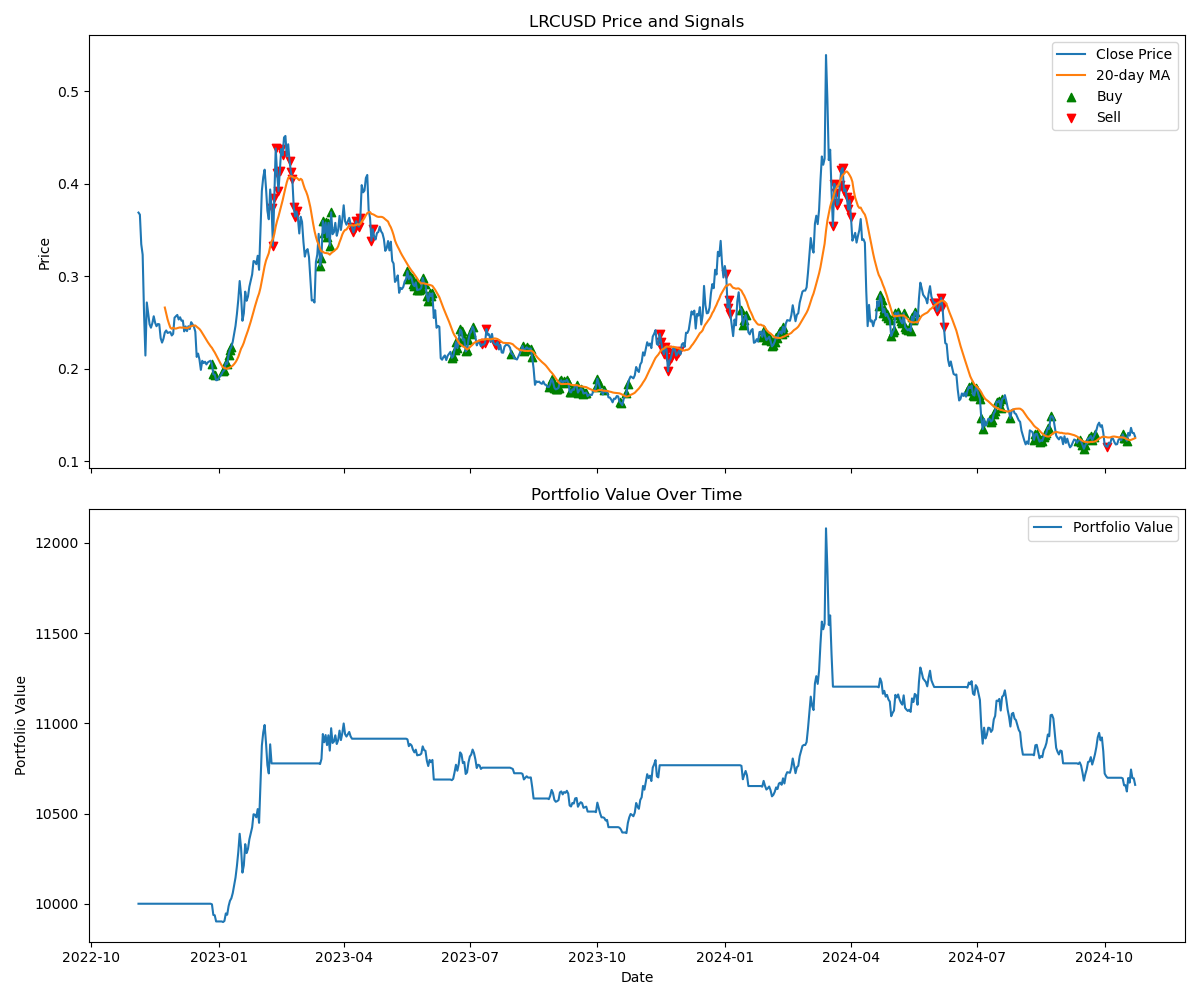 LRCUSD Price and Signals
Close Price
20-day MA
Buy
Sell
0.5
0.4
0.3
0.2
0.1
Price
Portfolio Value Over Time
Portfolio Value
12000
11500
11000
10500
10000
Portfolio Value
2022-10 2023-01 2023-04 2023-07 2023-10 2024-01 2024-04 2024-07 2024-10
Date